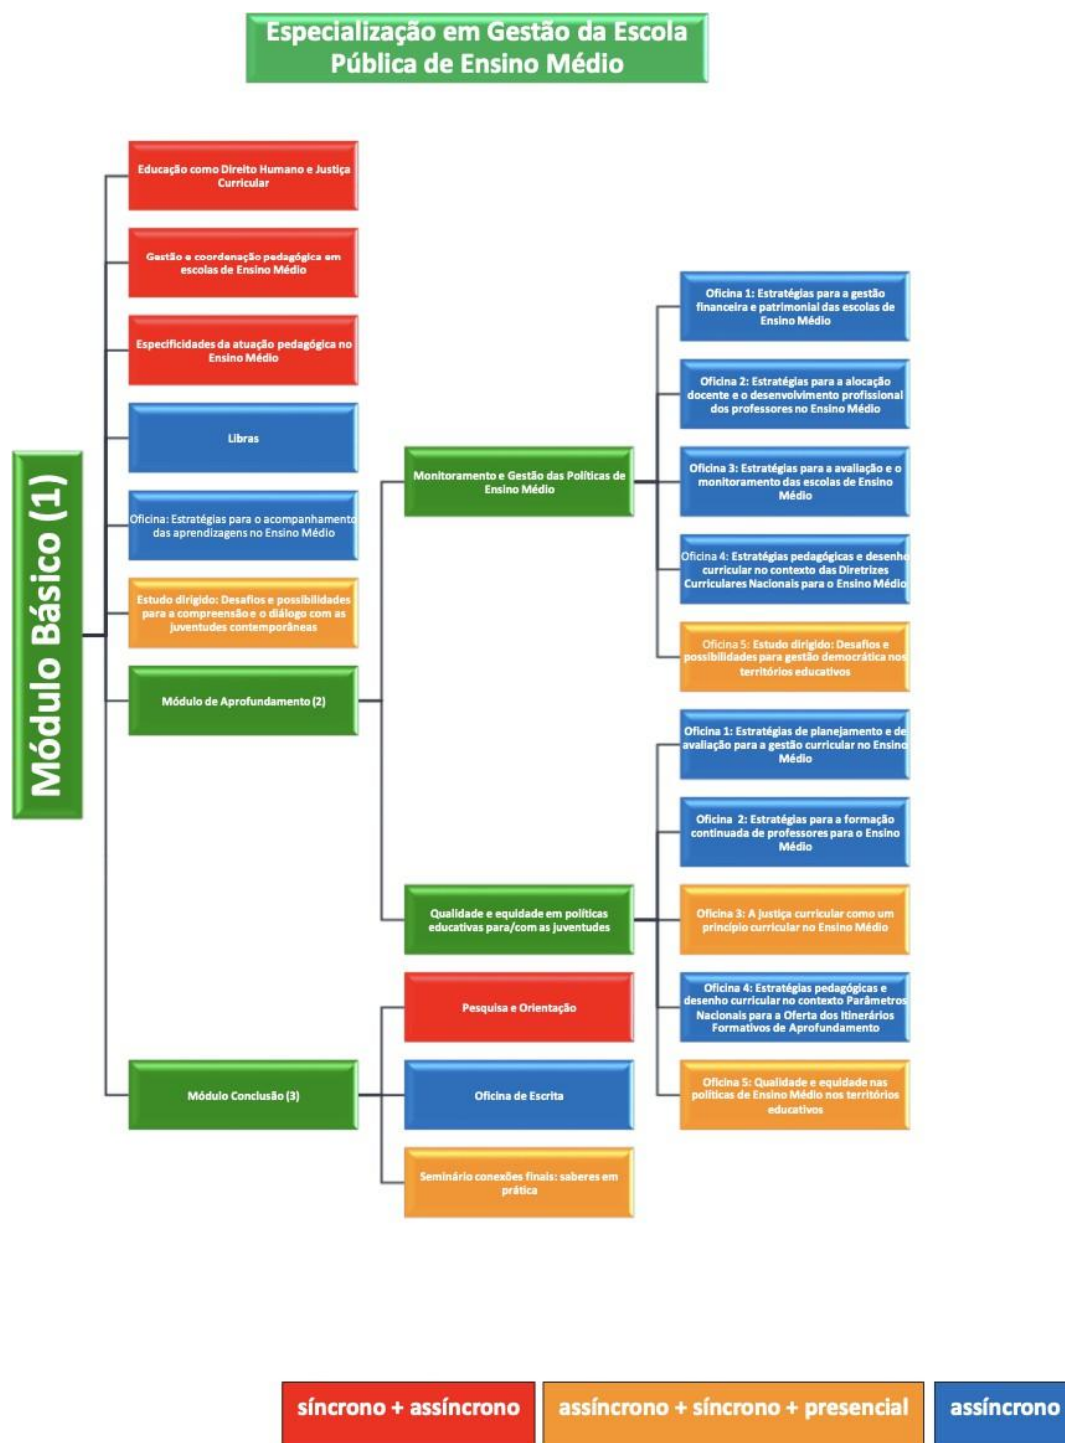 Especialização em Gestão da Escola
Pública de Ensino Médio
Educação como Direito Humano e Justiça
Curricular
Gestão e coordenação pedagógica em
escolas de Ensino Médio
Especificidades da atuação pedagógica no
Ensino Médio
Libras
Oficina: Estratégias para o acompanhamento
das aprendizagens no Ensino Médio
Estudo dirigido: Desafios e possibilidades
para a compreensão e o diálogo com as
juventudes contemporâneas
Módulo Básico (1)
Módulo de Aprofundamento (2)
Monitoramento e Gestão das Políticas de
Ensino Médio
Oficina 1: Estratégias para a gestão
financeira e patrimonial das escolas de
Ensino Médio
Oficina 2: Estratégias para a alocação
docente e o desenvolvimento profissional
dos professores no Ensino Médio
Oficina 3: Estratégias para a avaliação e o
monitoramento das escolas de Ensino
Médio
Oficina 4: Estratégias pedagógicas e desenho
curricular no contexto das Diretrizes
Curriculares Nacionais para o Ensino Médio
Oficina 5: Estudo dirigido: Desafios e
possibilidades para gestão democrática nos
territórios educativos
Qualidade e equidade em políticas
educativas para/com as juventudes
Oficina 1: Estratégias de planejamento e de
avaliação para a gestão curricular no Ensino
Médio
Oficina 2: Estratégias para a formação
continuada de professores para o Ensino
Médio
Oficina 3: A justiça curricular como um
princípio curricular no Ensino Médio
Oficina 4: Estratégias pedagógicas e
desenho curricular no contexto Parâmetros
Nacionais para a Oferta dos Itinerários
Formativos de Aprofundamento
Oficina 5: Qualidade e equidade nas
políticas de Ensino Médio nos territórios
educativos
Módulo Conclusão (3)
Pesquisa e Orientação
Oficina de Escrita
Seminário conexões finais: saberes em
prática
síncrono + assíncrono
assíncrono + síncrono + presencial
assíncrono